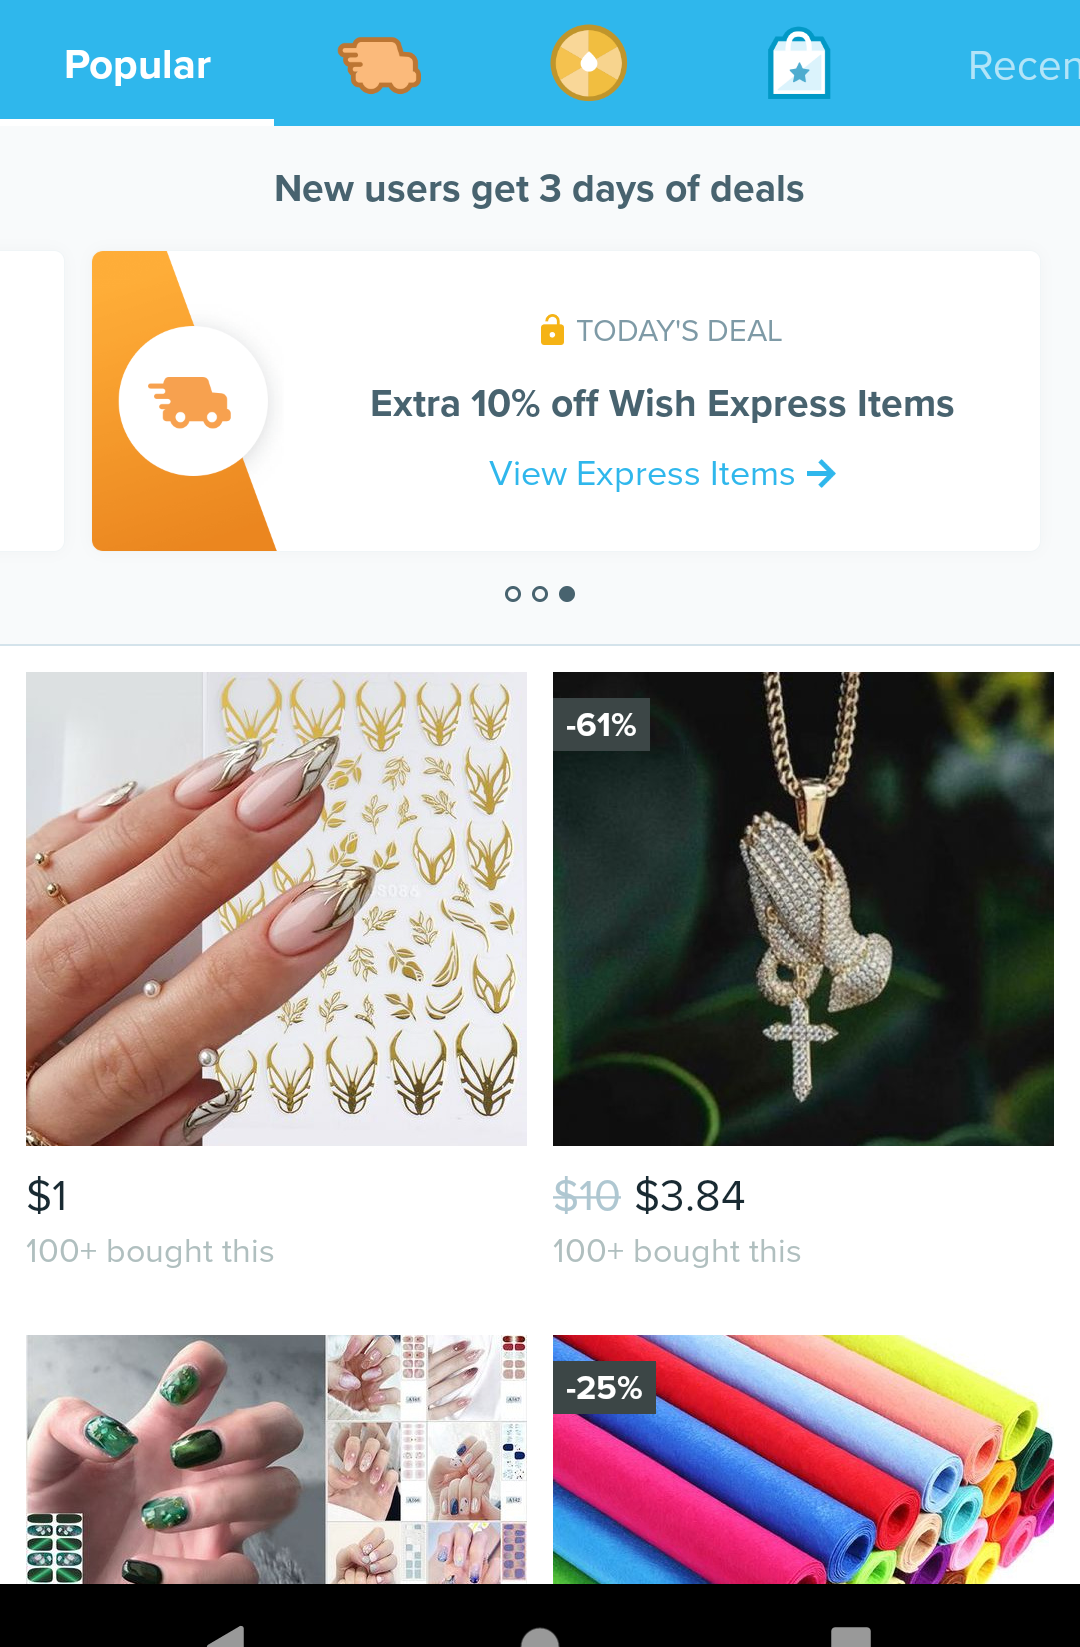 Popular
Recen
New users get 3 days of deals
TODAY'S DEAL
Extra 10% off Wish Express Items
View Express Items
-61%
$1
$10 $3.84
100+ bought this
100+ bought this
-25%